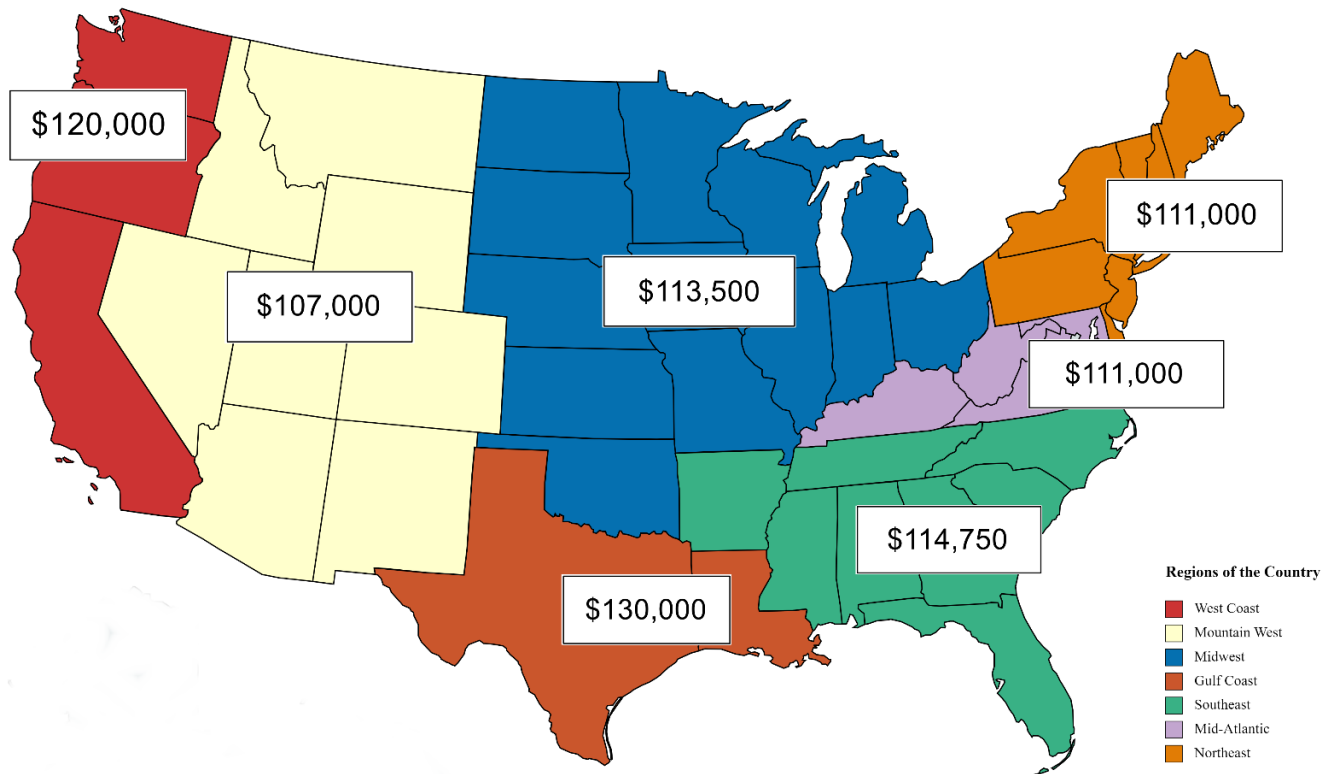 $120,000
$111,000
$107,000
$113,500
$111,000
$114,750
$130,000
Regions of the Country
West Coast
Mountain West
Midwest
Gulf Coast
Southeast
Mid-Atlantic
Northeast